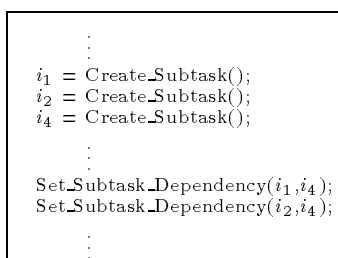 ⋮
i₁ = Create_Subtask();
i₂ = Create_Subtask();
i₄ = Create_Subtask();
⋮
Set_Subtask_Dependency(i₁,i₄);
Set_Subtask_Dependency(i₂,i₄);
⋮